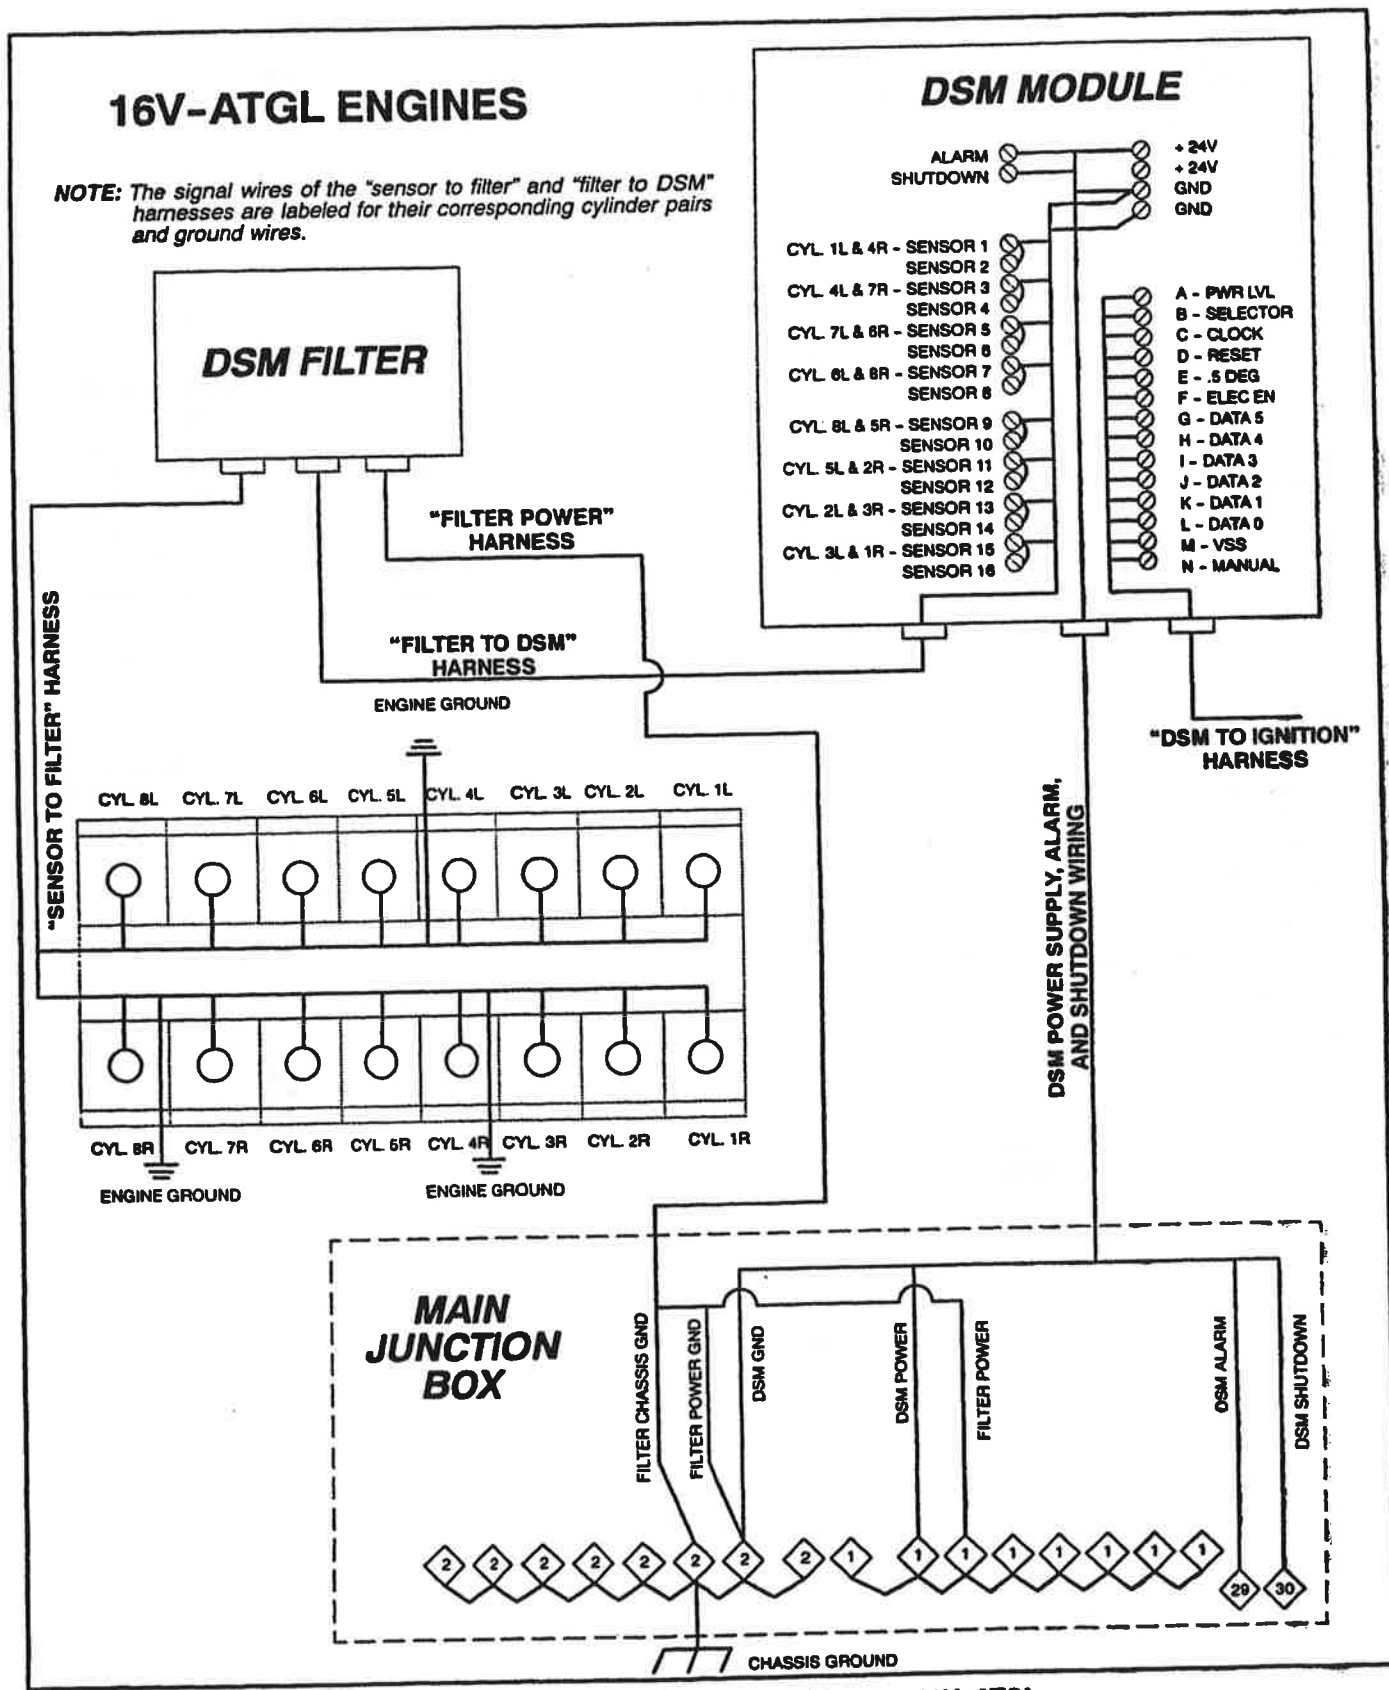 16V-ATGL ENGINES
NOTE: The signal wires of the "sensor to filter" and "filter to DSM"
harnesses are labeled for their corresponding cylinder pairs
and ground wires.
DSM MODULE
ALARM
SHUTDOWN
+ 24V
+ 24V
GND
GND
CYL. 1L & 4R - SENSOR 1
SENSOR 2
CYL. 4L & 7R - SENSOR 3
SENSOR 4
CYL. 7L & 6R - SENSOR 5
SENSOR 6
CYL. 6L & 8R - SENSOR 7
SENSOR 8
CYL. 8L & 5R - SENSOR 9
SENSOR 10
CYL. 5L & 2R - SENSOR 11
SENSOR 12
CYL. 2L & 3R - SENSOR 13
SENSOR 14
CYL. 3L & 1R - SENSOR 15
SENSOR 16
A - PWR LVL
B - SELECTOR
C - CLOCK
D - RESET
E - .5 DEG
F - ELEC EN
G - DATA 5
H - DATA 4
I - DATA 3
J - DATA 2
K - DATA 1
L - DATA 0
M - VSS
N - MANUAL
DSM FILTER
"FILTER POWER"
HARNESS
"FILTER TO DSM"
HARNESS
"SENSOR TO FILTER" HARNESS
"DSM TO IGNITION"
HARNESS
DSM POWER SUPPLY, ALARM,
AND SHUTDOWN WIRING
ENGINE GROUND
CYL. 8L CYL. 7L CYL. 6L CYL. 5L CYL. 4L CYL. 3L CYL. 2L CYL. 1L
CYL. 8R CYL. 7R CYL. 6R CYL. 5R CYL. 4R CYL. 3R CYL. 2R CYL. 1R
ENGINE GROUND
ENGINE GROUND
MAIN
JUNCTION
BOX
FILTER CHASSIS GND
FILTER POWER GND
DSM GND
DSM POWER
FILTER POWER
DSM ALARM
DSM SHUTDOWN
2 2 2 2 2 2 2 2 1 1 1 1 1 1 1 1
29 30
CHASSIS GROUND